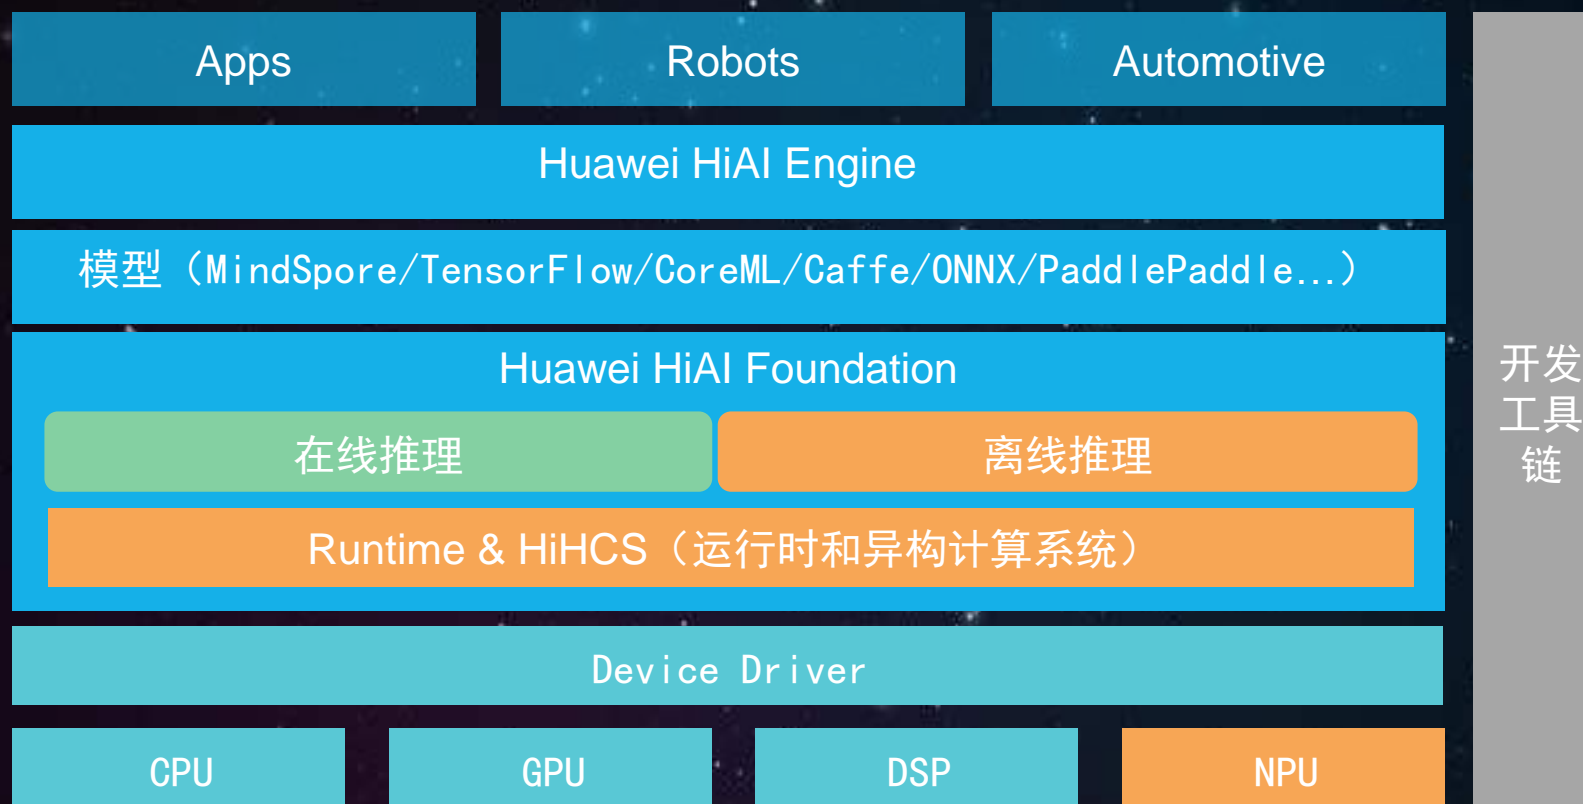 Apps
Robots
Automotive
Huawei HiAI Engine
模型（MindSpore/TensorFlow/CoreML/Caffe/ONNX/PaddlePaddle...）
Huawei HiAI Foundation
在线推理
离线推理
Runtime & HiHCS（运行时和异构计算系统）
Device Driver
CPU
GPU
DSP
NPU
开发
工具
链